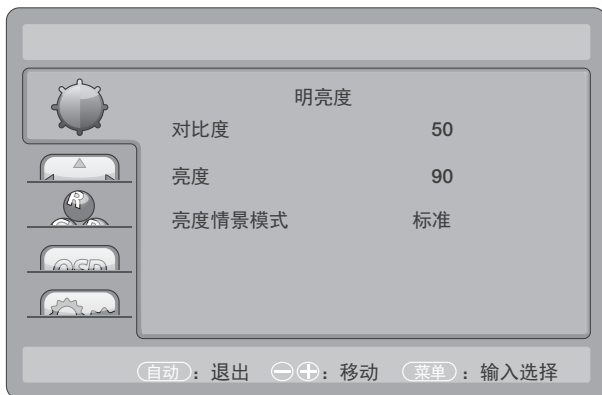 明亮度
对比度 50
亮度 90
亮度情景模式 标准
R
OSD
自动：退出 ⊖⊕：移动 菜单：输入选择